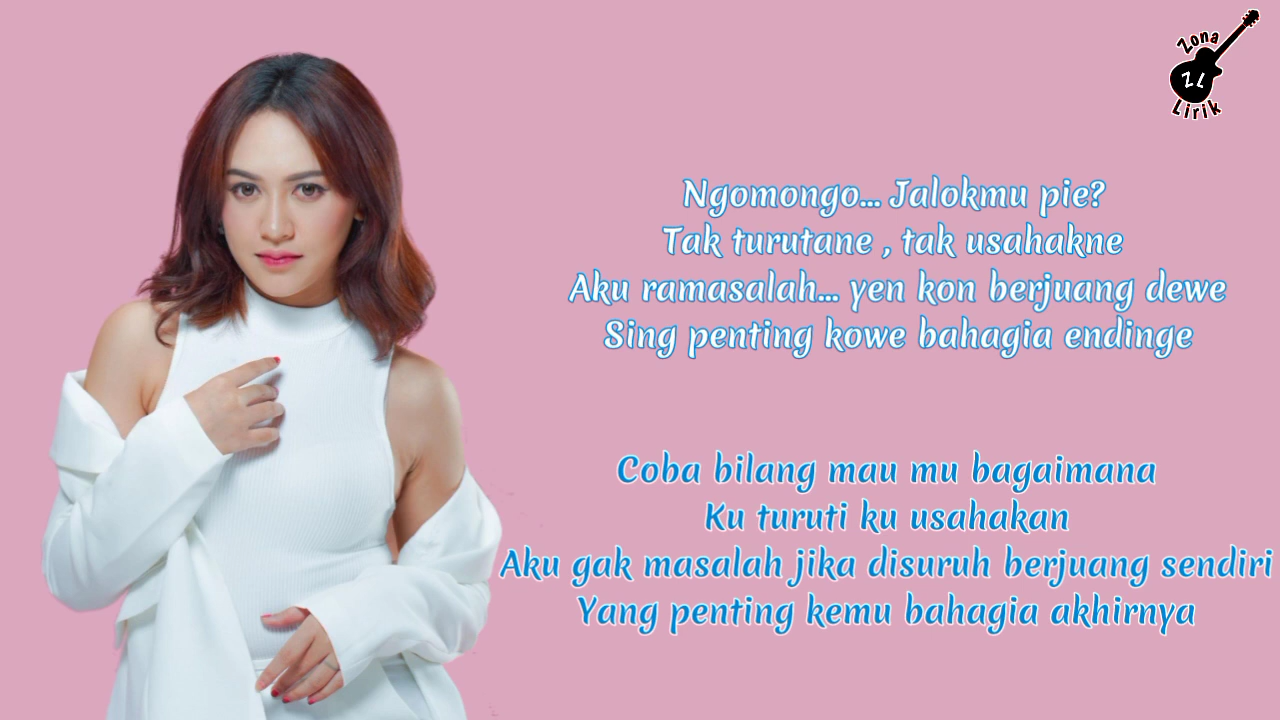 Zona
ZL
Lirik
Ngomongo... Jalokmu pie?
Tak turutane , tak usahakne
Aku ramasalah... yen kon berjuang dewe
Sing penting kowe bahagia endinge
Coba bilang mau mu bagaimana
Ku turuti ku usahakan
Aku gak masalah jika disuruh berjuang sendiri
Yang penting kemu bahagia akhirnya